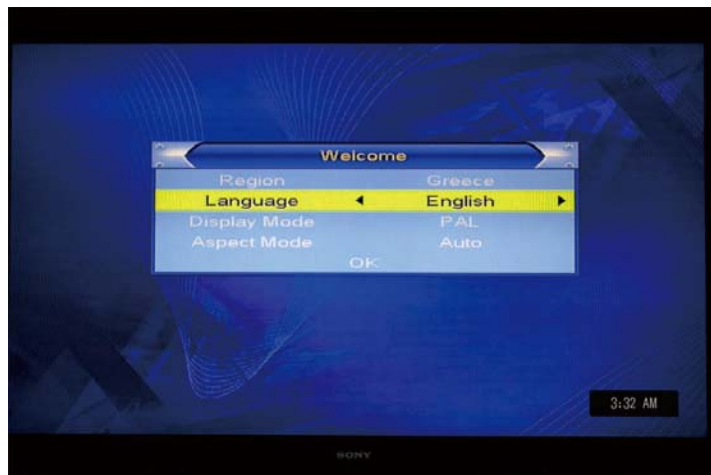 Welcome
Region Greece
Language English
Display Mode PAL
Aspect Mode Auto
OK
3:32 AM
SONY